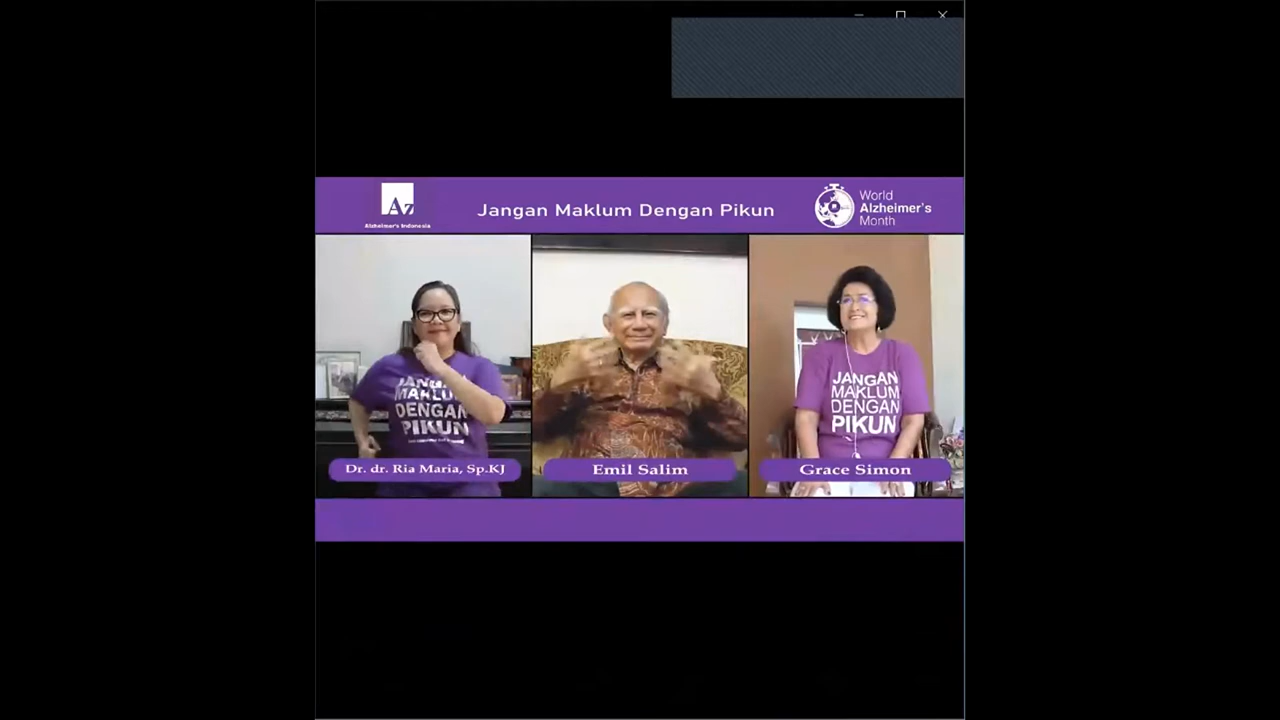 Az
Alzheimer's Indonesia
Jangan Maklum Dengan Pikun
World
Alzheimer's
Month
JANGAN
MAKLUM
DENGAN
PIKUN
Dr. dr. Ria Maria, Sp.KJ
Emil Salim
JANGAN
MAKLUM
DENGAN
PIKUN
Grace Simon